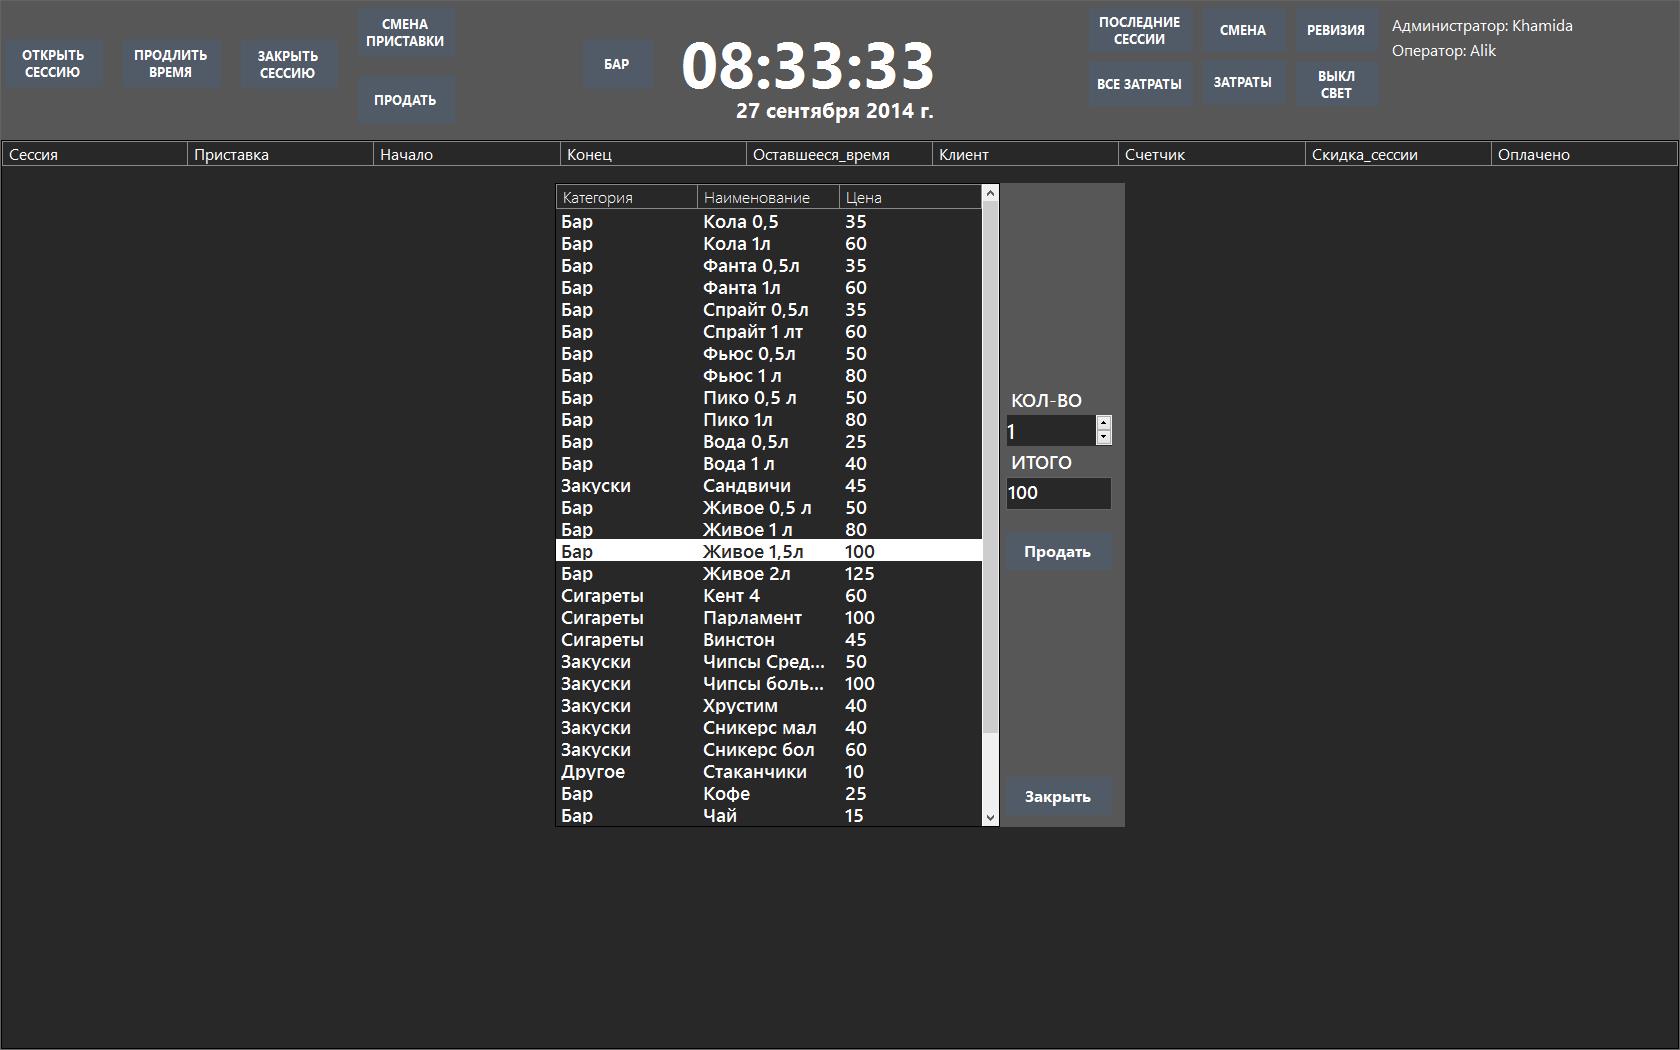 ОТКРЫТЬ
СЕССИЮ
ПРОДЛИТЬ
ВРЕМЯ
ЗАКРЫТЬ
СЕССИЮ
СМЕНА
ПРИСТАВКИ
ПРОДАТЬ
БАР
08:33:33
27 сентября 2014 г.
ПОСЛЕДНИЕ
СЕССИИ
СМЕНА
РЕВИЗИЯ
ВСЕ ЗАТРАТЫ
ЗАТРАТЫ
ВЫКЛ
СВЕТ
Администратор: Khamida
Оператор: Alik
Сессия Приставка Начало Конец Оставшееся_время Клиент Счетчик Скидка_сессии Оплачено
Категория Наименование Цена
Бар Кола 0,5 35
Бар Кола 1л 60
Бар Фанта 0,5л 35
Бар Фанта 1л 60
Бар Спрайт 0,5л 35
Бар Спрайт 1 лт 60
Бар Фьюс 0,5л 50
Бар Фьюс 1 л 80
Бар Пико 0,5 л 50
Бар Пико 1л 80
Бар Вода 0,5л 25
Бар Вода 1 л 40
Закуски Сандвичи 45
Бар Живое 0,5 л 50
Бар Живое 1 л 80
Бар Живое 1,5л 100
Бар Живое 2л 125
Сигареты Кент 4 60
Сигареты Парламент 100
Сигареты Винстон 45
Закуски Чипсы Сред... 50
Закуски Чипсы боль... 100
Закуски Хрустим 40
Закуски Сникерс мал 40
Закуски Сникерс бол 60
Другое Стаканчики 10
Бар Кофе 25
Бар Чай 15
КОЛ-ВО
1
ИТОГО
100
Продать
Закрыть